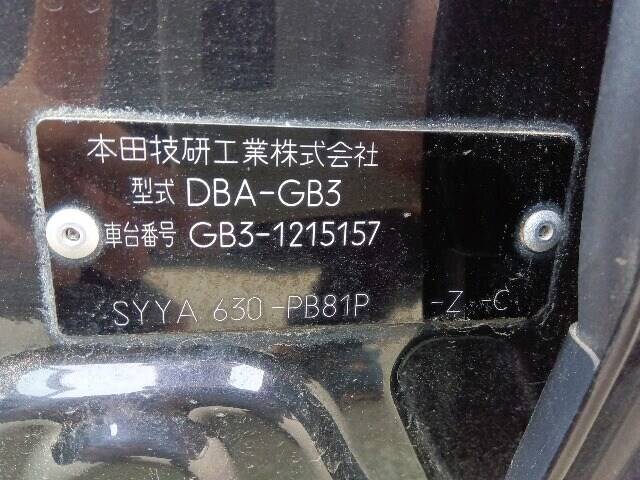 本田技研工業株式会社
型式 DBA-GB3
車台番号 GB3-1215157
SYYA 630-PB81P -Z -C